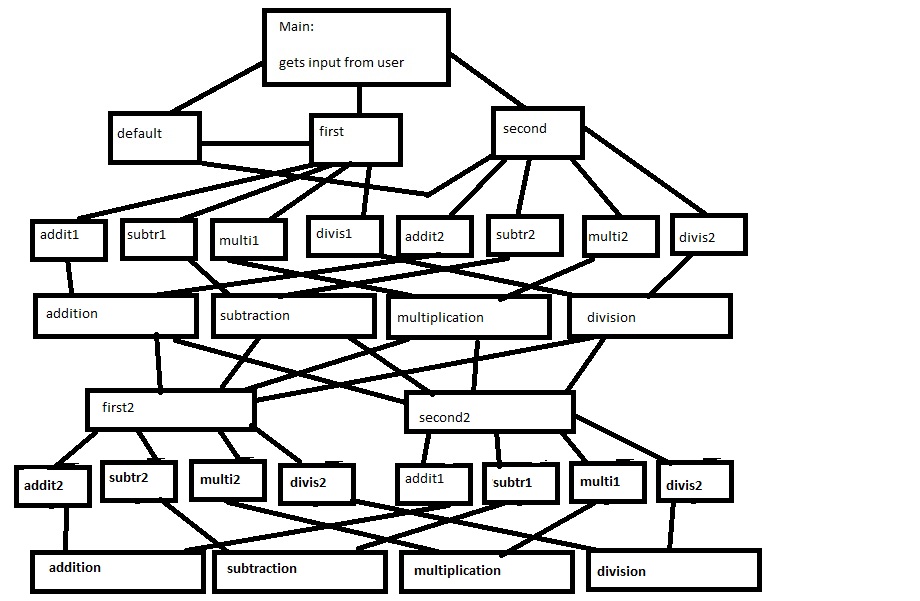 Main:
gets input from user
default
first
second
addit1
subtr1
multi1
divis1
addit2
subtr2
multi2
divis2
addition
subtraction
multiplication
division
first2
second2
addit2
subtr2
multi2
divis2
addit1
subtr1
multi1
divis2
addition
subtraction
multiplication
division